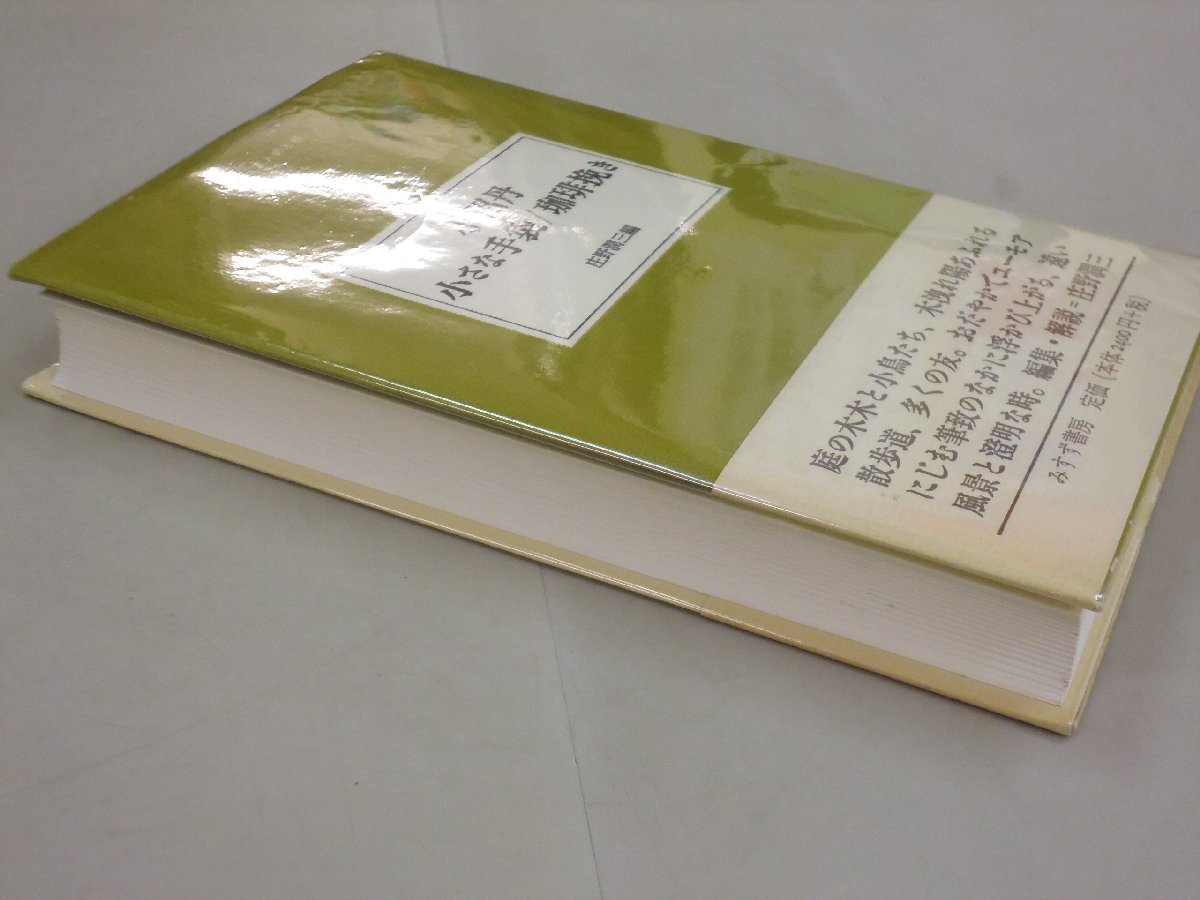 小沼丹
小さな手袋/珈琲挽き
庄野潤三編
庭の木木と小鳥たち、木洩れ陽あふれる
散歩道、多くの友。おだやかでユーモア
にじむ筆致のなかに浮かび上がる、遠い
風景と澄明な時。編集・解説=庄野潤三
みすず書房 定価(本体2400円+税)